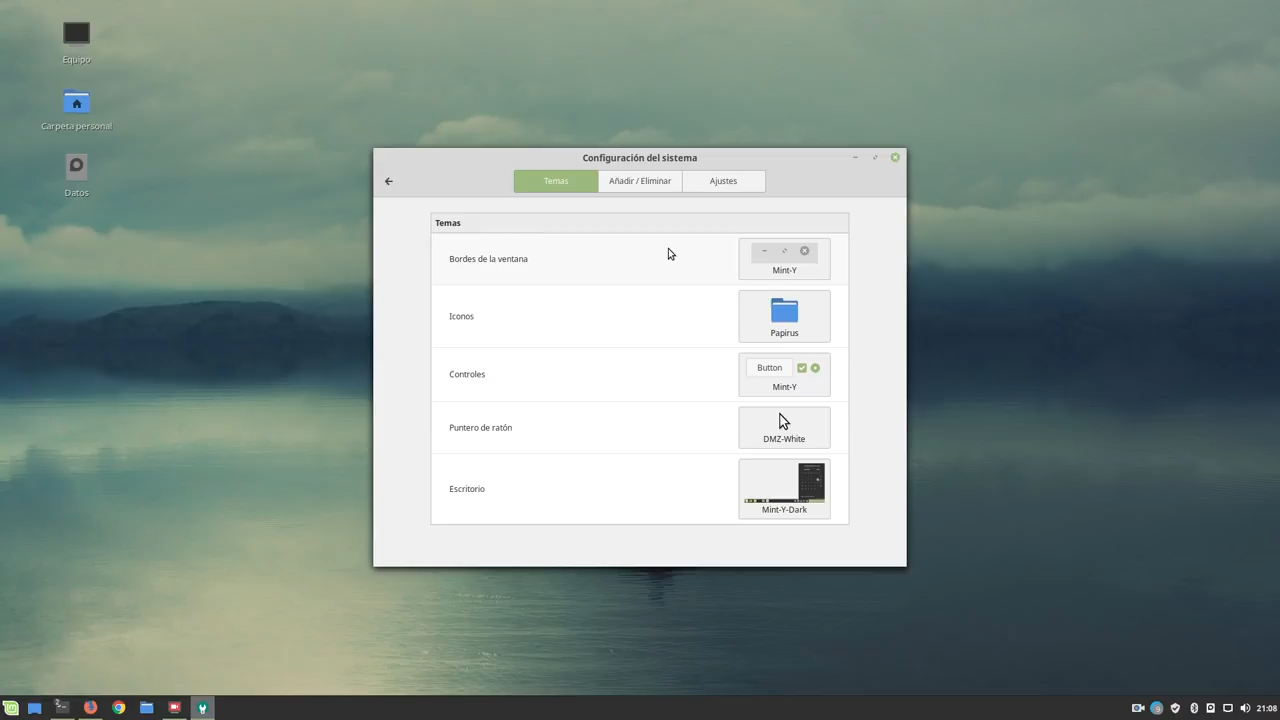 Equipo
Carpeta personal
Datos
Configuración del sistema
Temas
Añadir / Eliminar
Ajustes
Temas
Bordes de la ventana
Mint-Y
Iconos
Papirus
Controles
Button
Mint-Y
Puntero de ratón
DMZ-White
Escritorio
Mint-Y-Dark
21:08